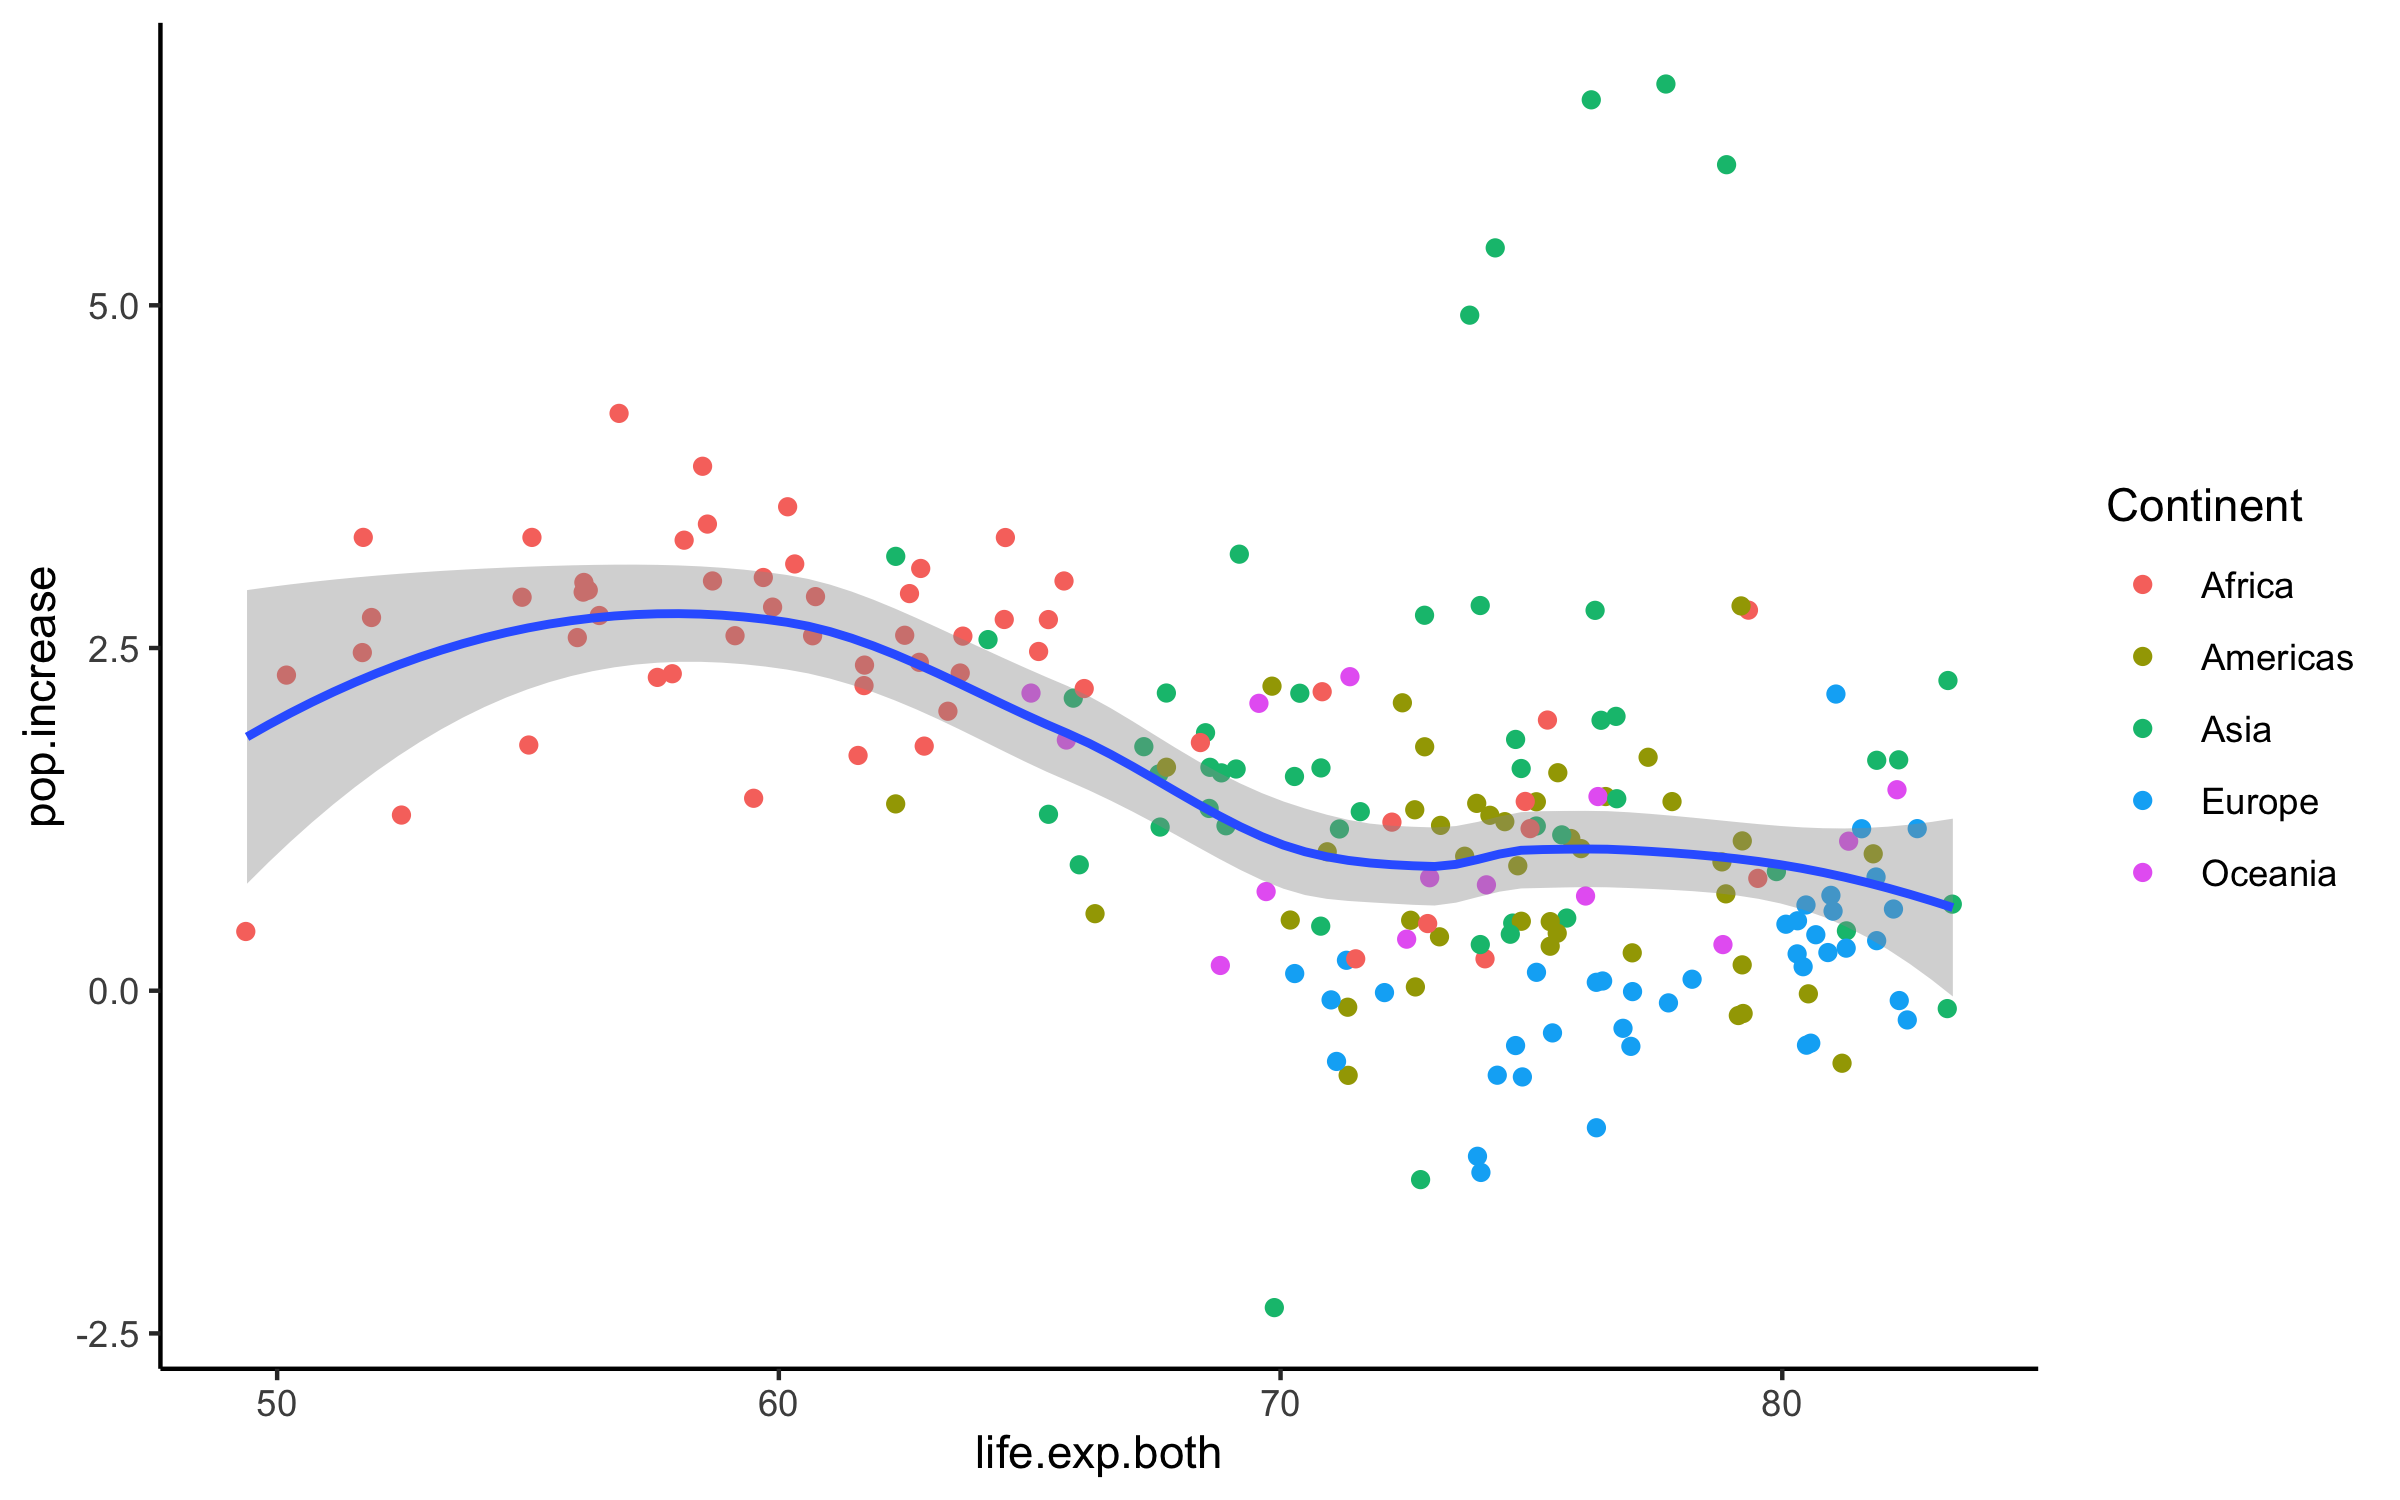 pop.increase
5.0
2.5
0.0
-2.5
50 60 70 80
life.exp.both
Continent
Africa
Americas
Asia
Europe
Oceania